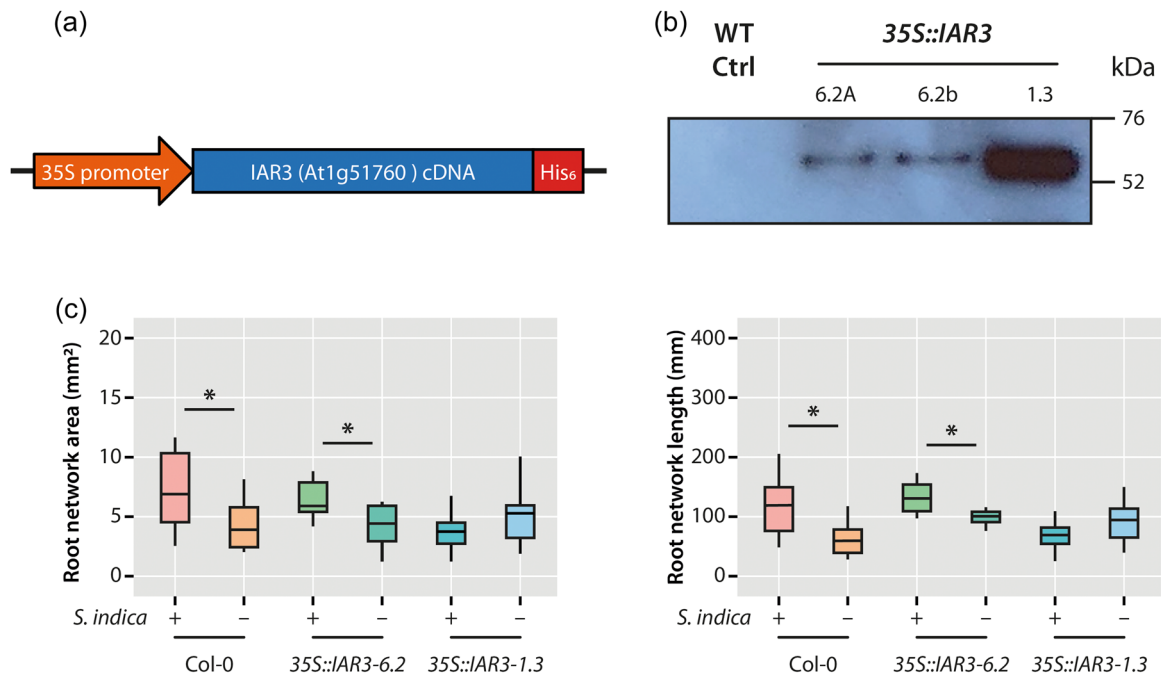 (a)
35S promoter
IAR3 (At1g51760 ) cDNA
His₆
(b)
WT
Ctrl
35S::IAR3
kDa
6.2A
6.2b
1.3
76
52
(c)
Root network area (mm²)
20
15
10
5
0
*
*
S. indica
+
−
+
−
+
−
Col-0
35S::IAR3-6.2
35S::IAR3-1.3
Root network length (mm)
400
300
200
100
0
*
*
S. indica
+
−
+
−
+
−
Col-0
35S::IAR3-6.2
35S::IAR3-1.3